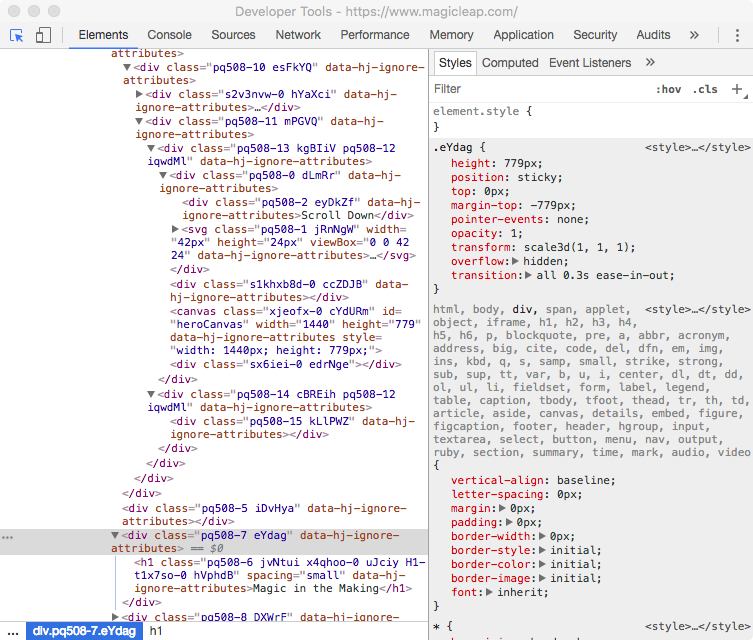 Developer Tools - https://www.magicleap.com/
Elements Console Sources Network Performance Memory Application Security Audits »
attributes>
▼<div class="pq508-10 esFkYQ" data-hj-ignore-
attributes>
▶<div class="s2v3nvw-0 hYaXci" data-hj-
ignore-attributes>…</div>
▼<div class="pq508-11 mPGVQ" data-hj-
ignore-attributes>
▼<div class="pq508-13 kgBIiV pq508-12
iqwdMl" data-hj-ignore-attributes>
▼<div class="pq508-0 dLmRr" data-hj-
ignore-attributes>
<div class="pq508-2 eyDkZf" data-hj-
ignore-attributes>Scroll Down</div>
▶<svg class="pq508-1 jRnNgW" width=
"42px" height="24px" viewBox="0 0 42
24" data-hj-ignore-attributes>…</svg>
</div>
<div class="s1khxb8d-0 ccZDJB" data-
hj-ignore-attributes></div>
<canvas class="xjeofx-0 cYdURm" id=
"heroCanvas" width="1440" height="779"
data-hj-ignore-attributes style=
"width: 1440px; height: 779px;">
<div class="sx6iei-0 edrNge"></div>
</div>
▼<div class="pq508-14 cBREih pq508-12
iqwdMl" data-hj-ignore-attributes>
<div class="pq508-15 kLlPWZ" data-hj-
ignore-attributes></div>
</div>
</div>
</div>
</div>
<div class="pq508-5 iDvHya" data-hj-ignore-
attributes></div>
… ▼<div class="pq508-7 eYdag" data-hj-ignore-
attributes> == $0
<h1 class="pq508-6 jvNtui x4qhoo-0 uJciy H1-
t1x7so-0 hVphdB" spacing="small" data-hj-
ignore-attributes>Magic in the Making</h1>
</div>
▶<div class="pq508-8 DXWrF" data-hj-ignore-
… div.pq508-7.eYdag h1
Styles Computed Event Listeners »
Filter :hov .cls +
element.style {
}
.eYdag { <style>…</style>
height: 779px;
position: sticky;
top: 0px;
margin-top: -779px;
pointer-events: none;
opacity: 1;
transform: scale3d(1, 1, 1);
overflow:▶hidden;
transition:▶all 0.3s ease-in-out;
}
html, body, div, span, applet, <style>…</style>
object, iframe, h1, h2, h3, h4,
h5, h6, p, blockquote, pre, a, abbr, acronym,
address, big, cite, code, del, dfn, em, img,
ins, kbd, q, s, samp, small, strike, strong,
sub, sup, tt, var, b, u, i, center, dl, dt, dd,
ol, ul, li, fieldset, form, label, legend,
table, caption, tbody, tfoot, thead, tr, th, td,
article, aside, canvas, details, embed, figure,
figcaption, footer, header, hgroup, input,
textarea, select, button, menu, nav, output,
ruby, section, summary, time, mark, audio, video
{
vertical-align: baseline;
letter-spacing: 0px;
margin:▶0px;
padding:▶0px;
border-width:▶0px;
border-style:▶initial;
border-color:▶initial;
border-image:▶initial;
font:▶inherit;
}
* { <style>…</style>